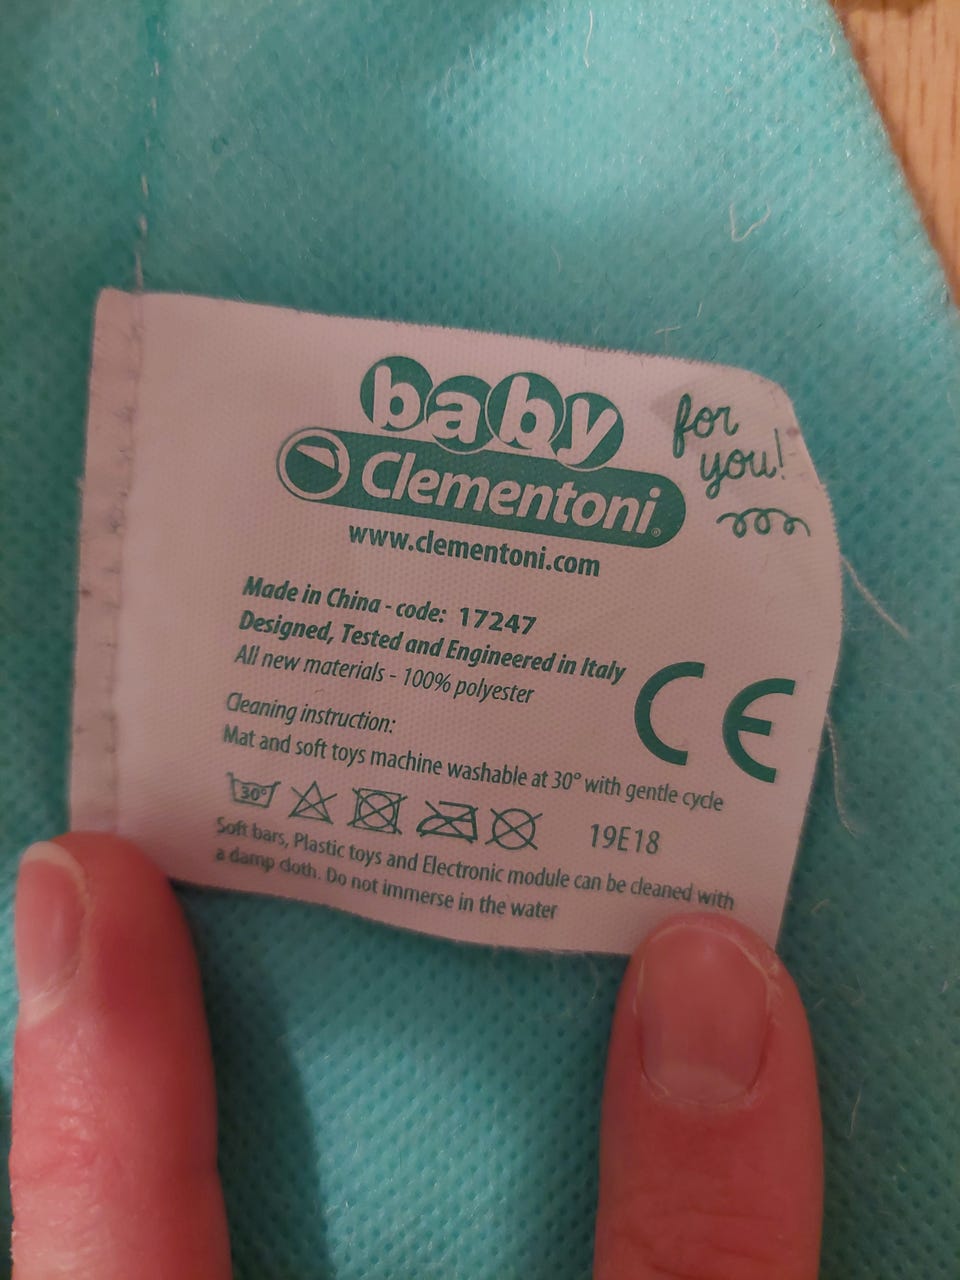 baby
Clementoni®
for
you!
www.clementoni.com
Made in China - code: 17247
Designed, Tested and Engineered in Italy
All new materials - 100% polyester
CE
Cleaning instruction:
Mat and soft toys machine washable at 30° with gentle cycle
30°
19E18
Soft bars, Plastic toys and Electronic module can be cleaned with
a damp cloth. Do not immerse in the water